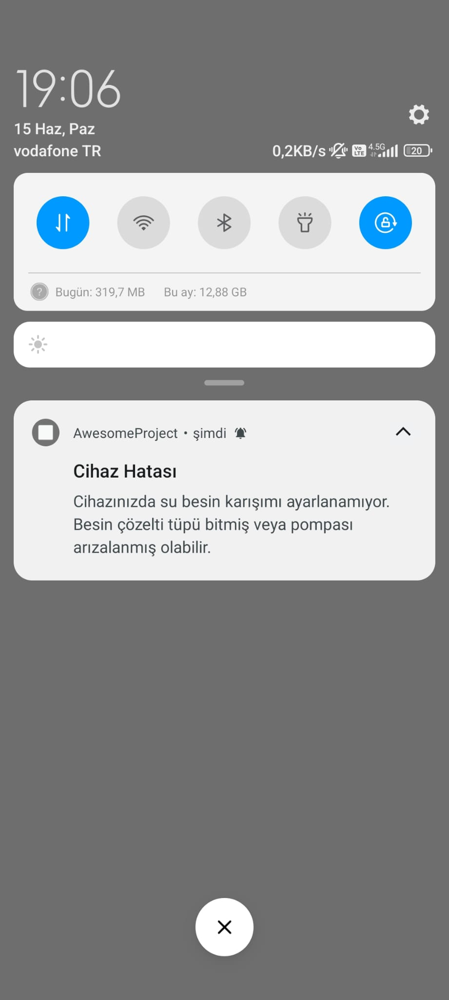 19:06
15 Haz, Paz
vodafone TR
0,2KB/s Vo LTE 4.5G 20
? Bugün: 319,7 MB Bu ay: 12,88 GB
AwesomeProject • şimdi
Cihaz Hatası
Cihazınızda su besin karışımı ayarlanamıyor.
Besin çözelti tüpü bitmiş veya pompası
arızalanmış olabilir.